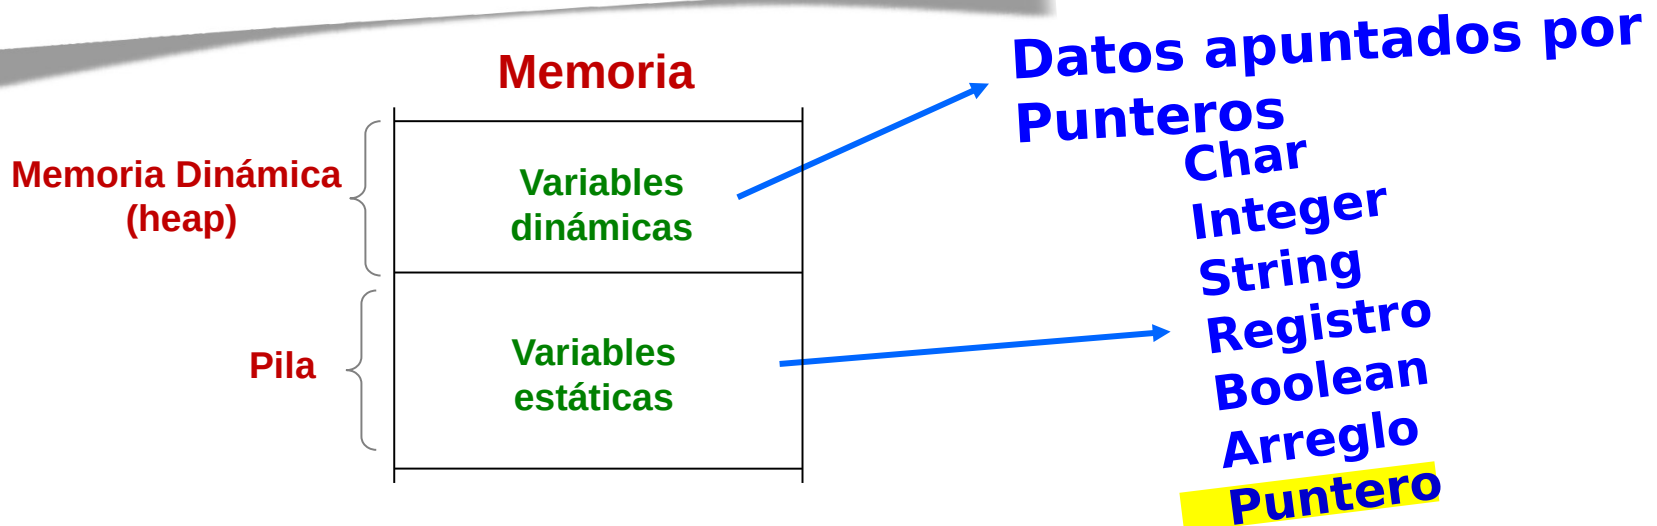 Memoria
Datos apuntados por
Punteros
Memoria Dinámica
(heap)
Variables
dinámicas
Pila
Variables
estáticas
Char
Integer
String
Registro
Boolean
Arreglo
Puntero